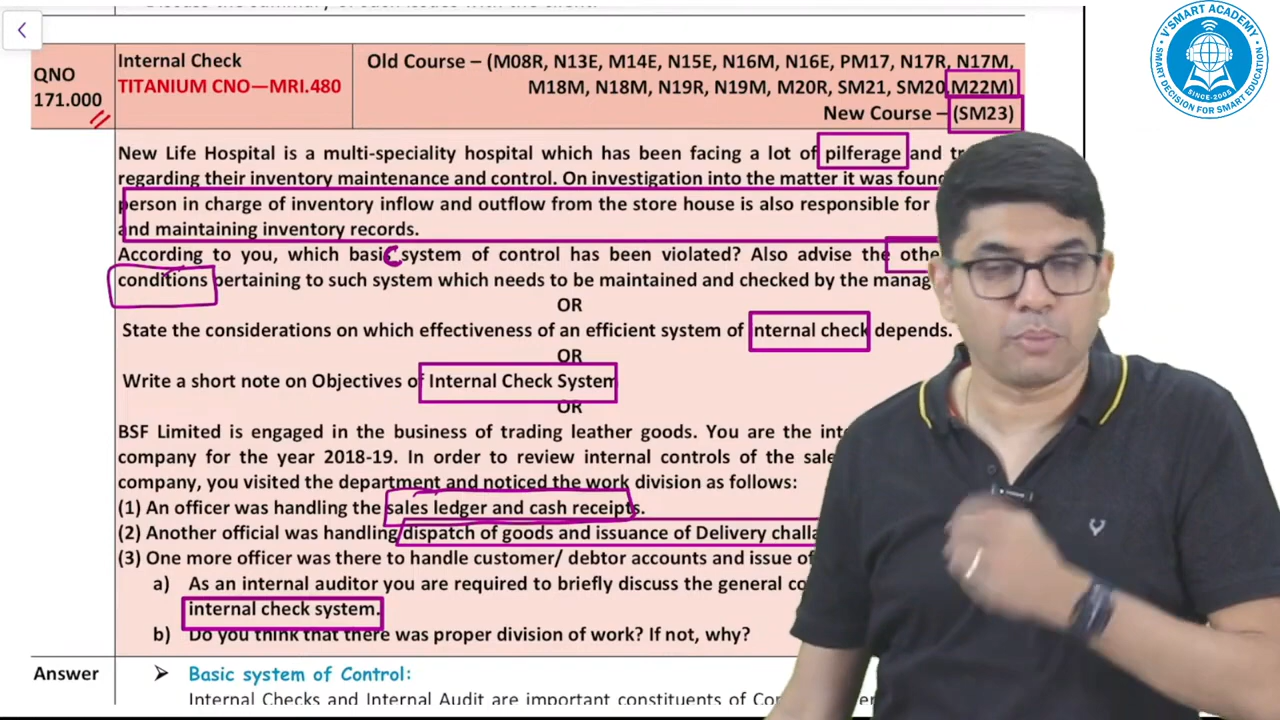 V'SMART ACADEMY
SMART DECISION FOR SMART EDUCATION
SINCE-2005
QNO
171.000
Internal Check
TITANIUM CNO—MRI.480
Old Course – (M08R, N13E, M14E, N15E, N16M, N16E, PM17, N17R, N17M,
M18M, N18M, N19R, N19M, M20R, SM21, SM20, M22M)
New Course – (SM23)
New Life Hospital is a multi-speciality hospital which has been facing a lot of pilferage and
regarding their inventory maintenance and control. On investigation into the matter it was found
person in charge of inventory inflow and outflow from the store house is also responsible for
and maintaining inventory records.
According to you, which basic system of control has been violated? Also advise the
conditions pertaining to such system which needs to be maintained and checked by the
OR
State the considerations on which effectiveness of an efficient system of internal check depends.
OR
Write a short note on Objectives of Internal Check System
OR
BSF Limited is engaged in the business of trading leather goods. You are the
company for the year 2018-19. In order to review internal controls of the
company, you visited the department and noticed the work division as follows:
(1) An officer was handling the sales ledger and cash receipts.
(2) Another official was handling dispatch of goods and issuance of Delivery
(3) One more officer was there to handle customer/ debtor accounts and issue of
a) As an internal auditor you are required to briefly discuss the general
internal check system.
b) Do you think that there was proper division of work? If not, why?
Answer
➤ Basic system of Control:
Internal Checks and Internal Audit are important constituents of